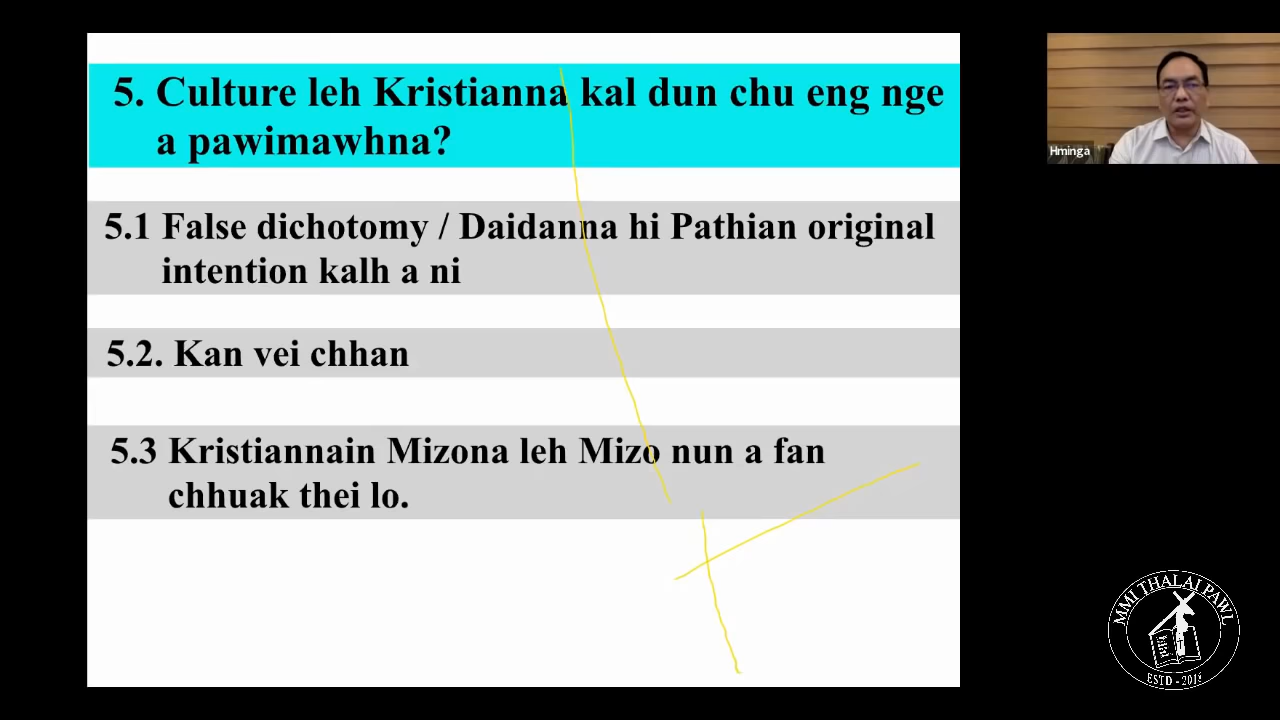 5. Culture leh Kristianna kal dun chu eng nge
a pawimawhna?
5.1 False dichotomy / Daidanna hi Pathian original
intention kalh a ni
5.2. Kan vei chhan
5.3 Kristiannain Mizona leh Mizo nun a fan
chhuak thei lo.
Hminga
MMI THALAI PAWL